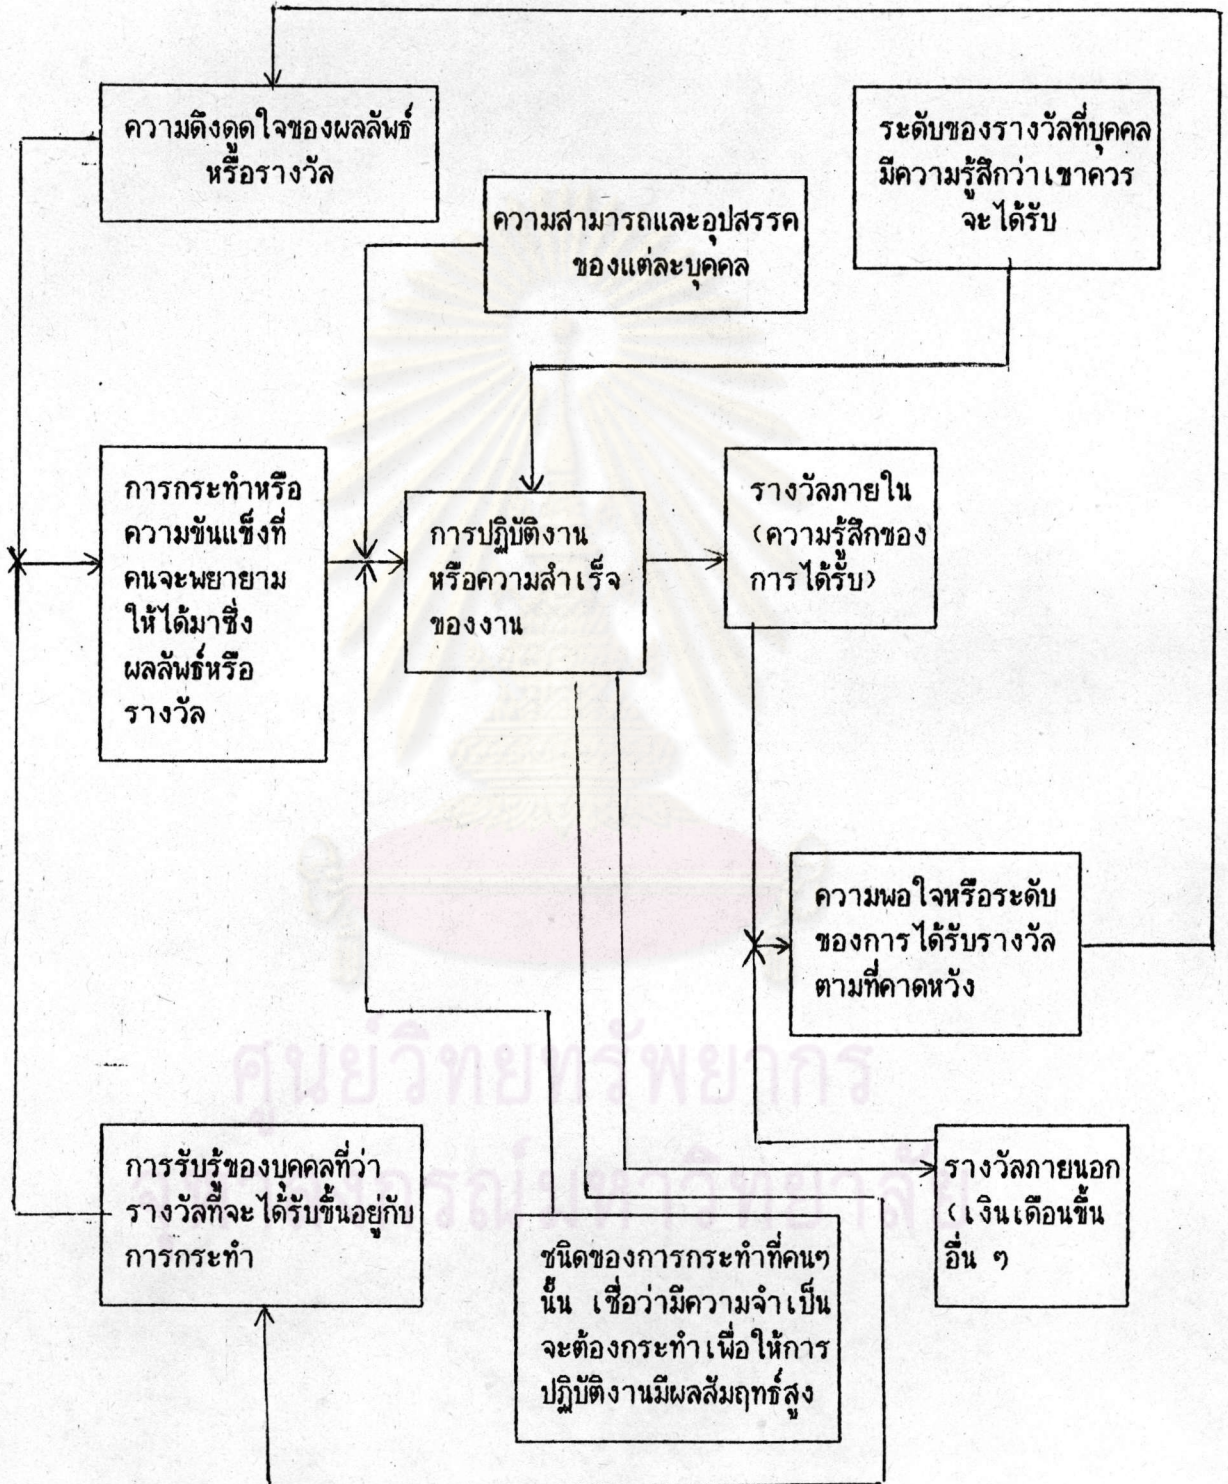 ความดึงดูดใจของผลลัพธ์
หรือรางวัล
ระดับของรางวัลที่บุคคล
มีความรู้สึกว่าเขาควร
จะได้รับ
ความสามารถและอุปสรรค
ของแต่ละบุคคล
การกระทำหรือ
ความขันแข็งที่
คนจะพยายาม
ให้ได้มาซึ่ง
ผลลัพธ์หรือ
รางวัล
การปฏิบัติงาน
หรือความสำเร็จ
ของงาน
รางวัลภายใน
(ความรู้สึกของ
การได้รับ)
ความพอใจหรือระดับ
ของการได้รับรางวัล
ตามที่คาดหวัง
ศูนย์วิทยทรัพยากร
การรับรู้ของบุคคลที่ว่า
รางวัลที่จะได้รับขึ้นอยู่กับ
การกระทำ
รางวัลภายนอก
(เงินเดือนขึ้น
อื่น ๆ
ชนิดของการกระทำที่คนๆ
นั้น เชื่อว่ามีความจำเป็น
จะต้องกระทำเพื่อให้การ
ปฏิบัติงานมีผลสัมฤทธ์สูง